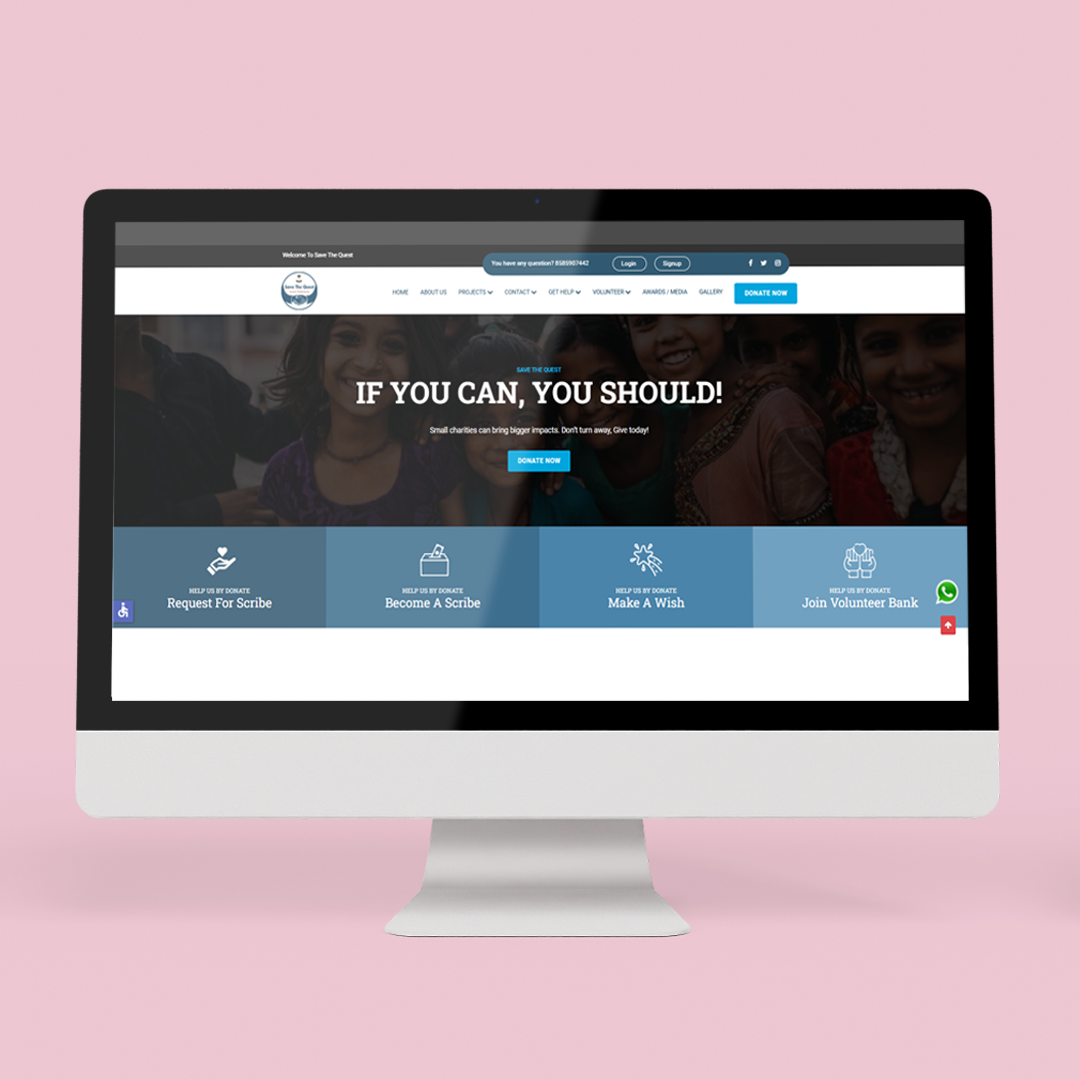 Welcome To Save The Quest
You have any question? 8585907442
Login
Signup
Save The Quest
HOME
ABOUT US
PROJECTS
CONTACT
GET HELP
VOLUNTEER
AWARDS / MEDIA
GALLERY
DONATE NOW
SAVE THE QUEST
IF YOU CAN, YOU SHOULD!
Small charities can bring bigger impacts. Don't turn away, Give today!
DONATE NOW
HELP US BY DONATE
Request For Scribe
HELP US BY DONATE
Become A Scribe
HELP US BY DONATE
Make A Wish
HELP US BY DONATE
Join Volunteer Bank